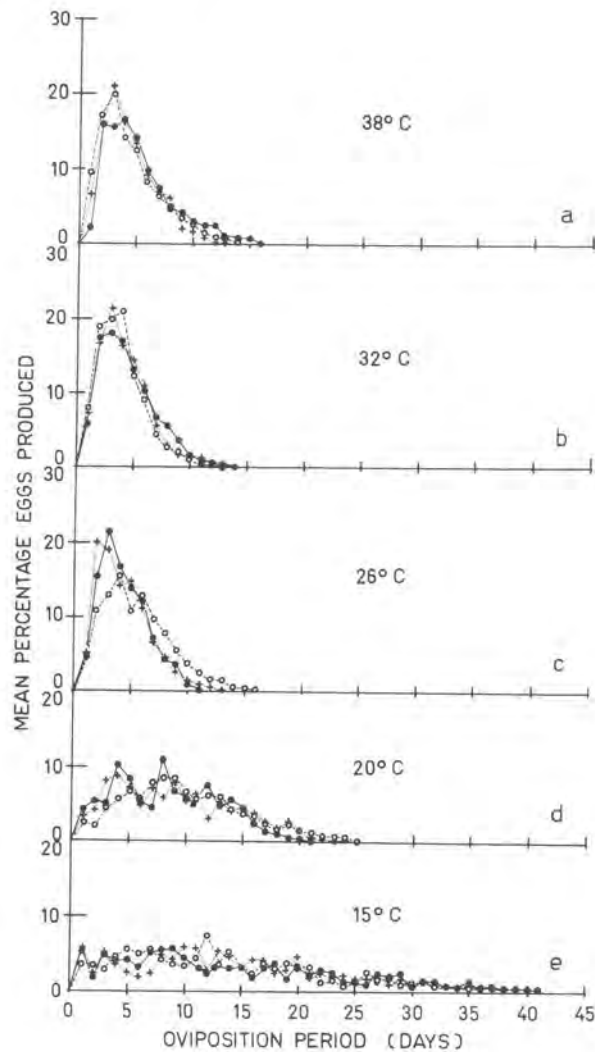 MEAN PERCENTAGE EGGS PRODUCED
30
20
10
0
38° C
a
30
20
10
0
32° C
b
30
20
10
0
26° C
c
20
10
0
20° C
d
20
10
0
15° C
e
0 5 10 15 20 25 30 35 40 45
OVIPOSITION PERIOD (DAYS)